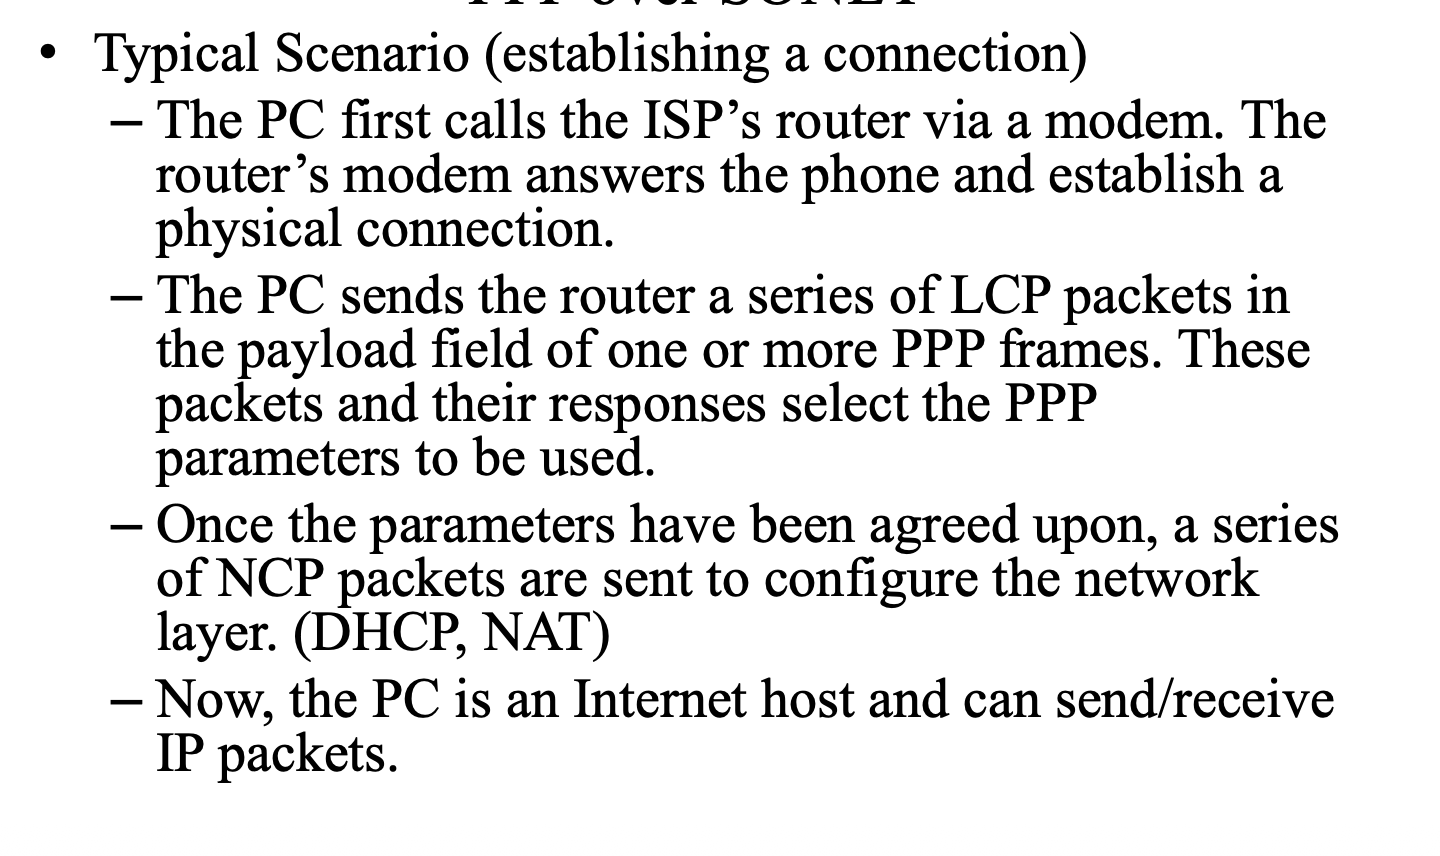 PPP over SONET
• Typical Scenario (establishing a connection)
– The PC first calls the ISP’s router via a modem. The
router’s modem answers the phone and establish a
physical connection.
– The PC sends the router a series of LCP packets in
the payload field of one or more PPP frames. These
packets and their responses select the PPP
parameters to be used.
– Once the parameters have been agreed upon, a series
of NCP packets are sent to configure the network
layer. (DHCP, NAT)
– Now, the PC is an Internet host and can send/receive
IP packets.